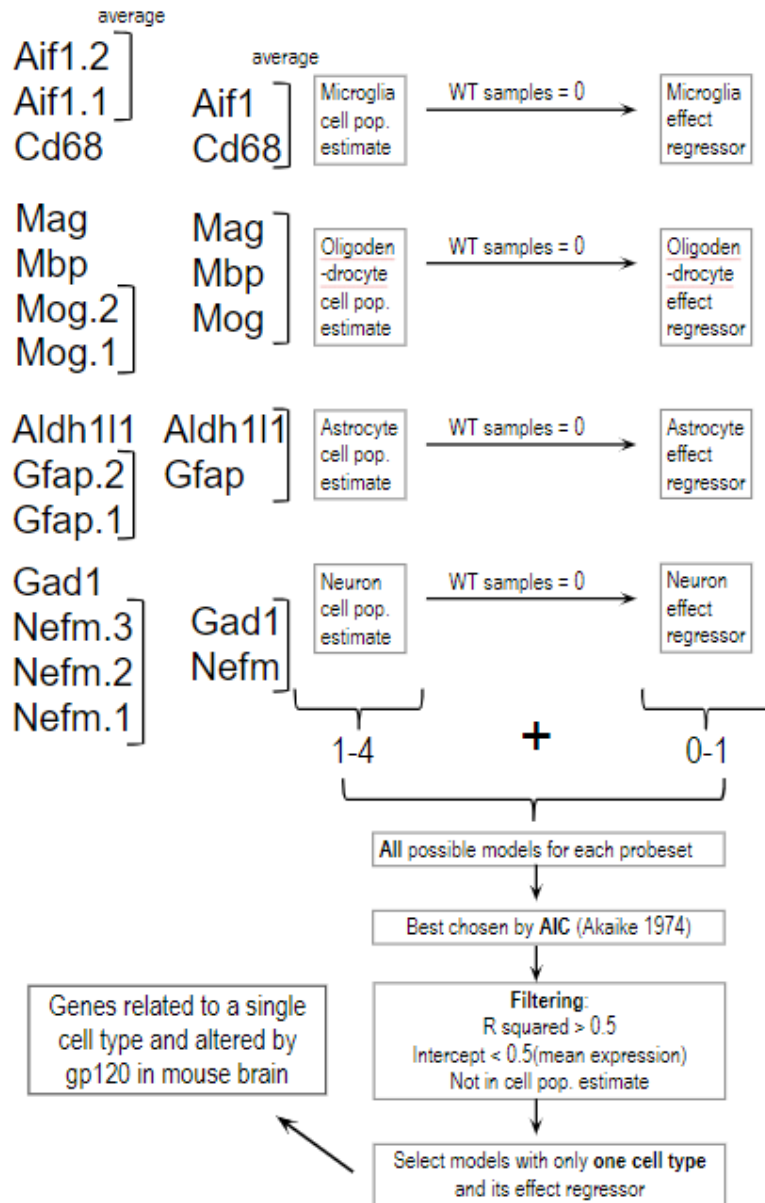 average
Aif1.2
Aif1.1
Cd68
average
Aif1
Cd68
Microglia
cell pop.
estimate
WT samples = 0
Microglia
effect
regressor
Mag
Mbp
Mog.2
Mog.1
Mag
Mbp
Mog
Oligoden
-drocyte
cell pop.
estimate
WT samples = 0
Oligoden
-drocyte
effect
regressor
Aldh1l1
Gfap.2
Gfap.1
Aldh1l1
Gfap
Astrocyte
cell pop.
estimate
WT samples = 0
Astrocyte
effect
regressor
Gad1
Nefm.3
Nefm.2
Nefm.1
Gad1
Nefm
Neuron
cell pop.
estimate
WT samples = 0
Neuron
effect
regressor
1-4
+
0-1
All possible models for each probeset
Best chosen by AIC (Akaike 1974)
Filtering:
R squared > 0.5
Intercept < 0.5(mean expression)
Not in cell pop. estimate
Select models with only one cell type
and its effect regressor
Genes related to a single
cell type and altered by
gp120 in mouse brain